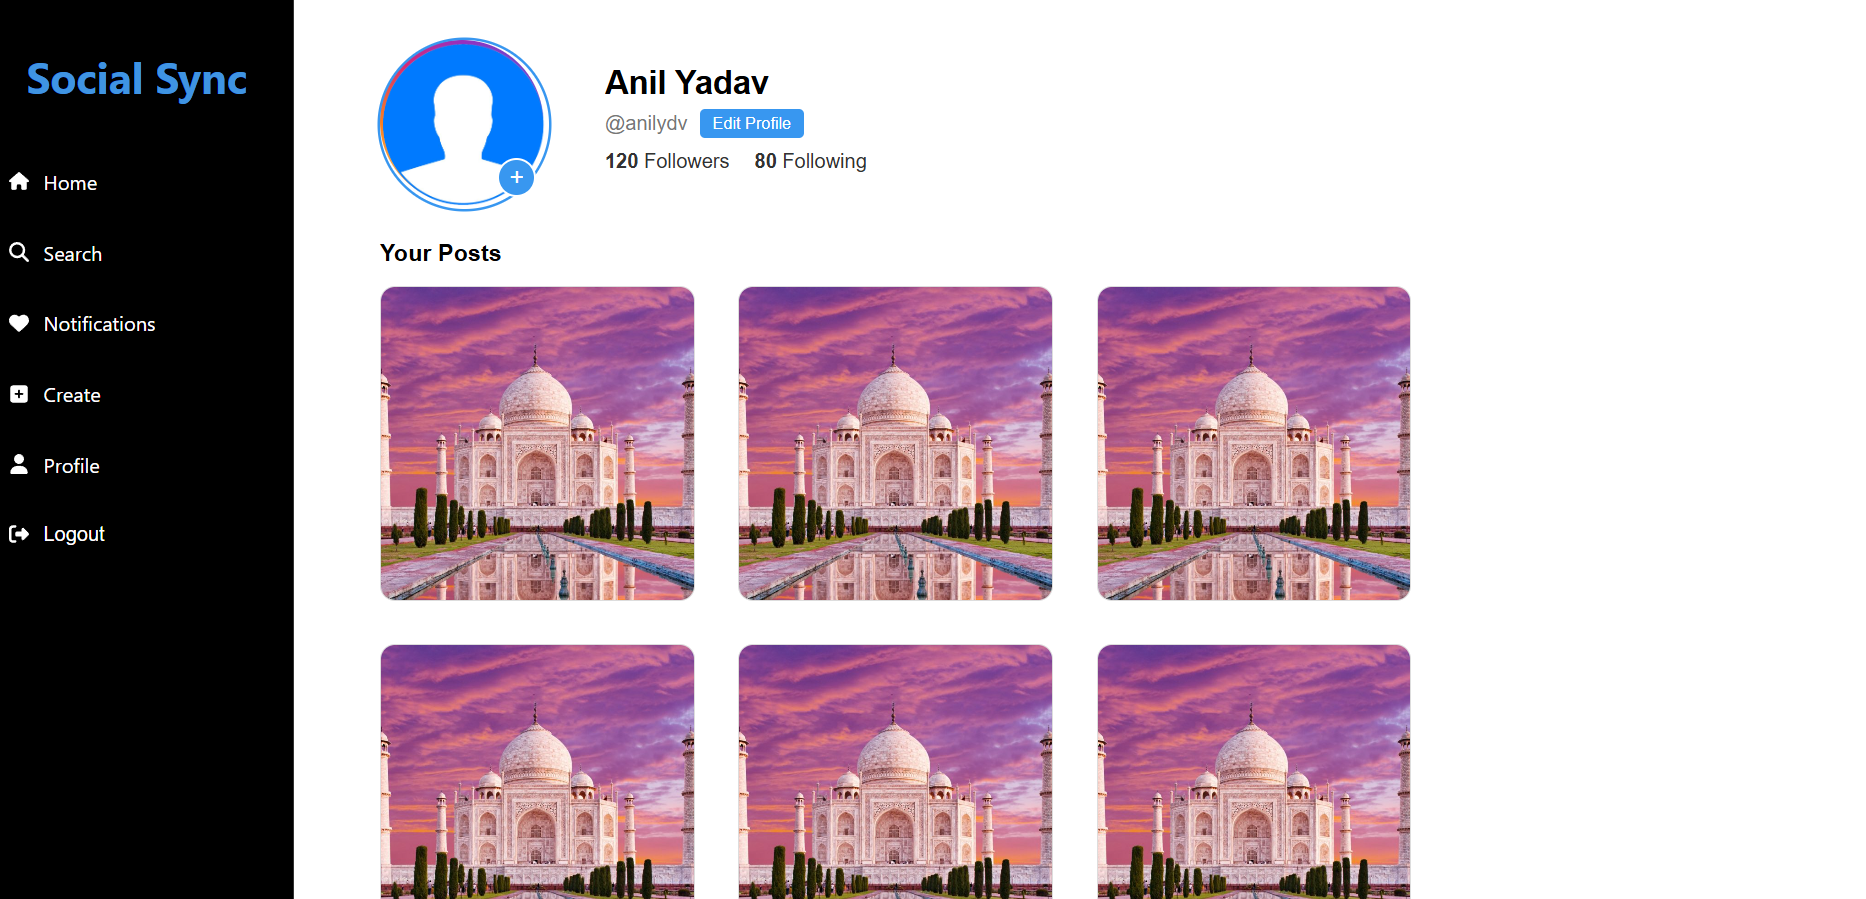 Social Sync
Home
Search
Notifications
Create
Profile
Logout
Anil Yadav
@anilydv Edit Profile
120 Followers 80 Following
+
Your Posts